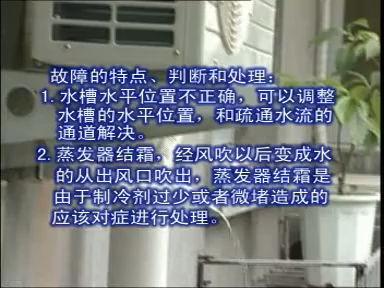 故障的特点、判断和处理：
1. 水槽水平位置不正确，可以调整
水槽的水平位置，和疏通水流的
通道解决。
2. 蒸发器结霜，经风吹以后变成水
的从出风口吹出，蒸发器结霜是
由于制冷剂过少或者微堵造成的
应该对症进行处理。